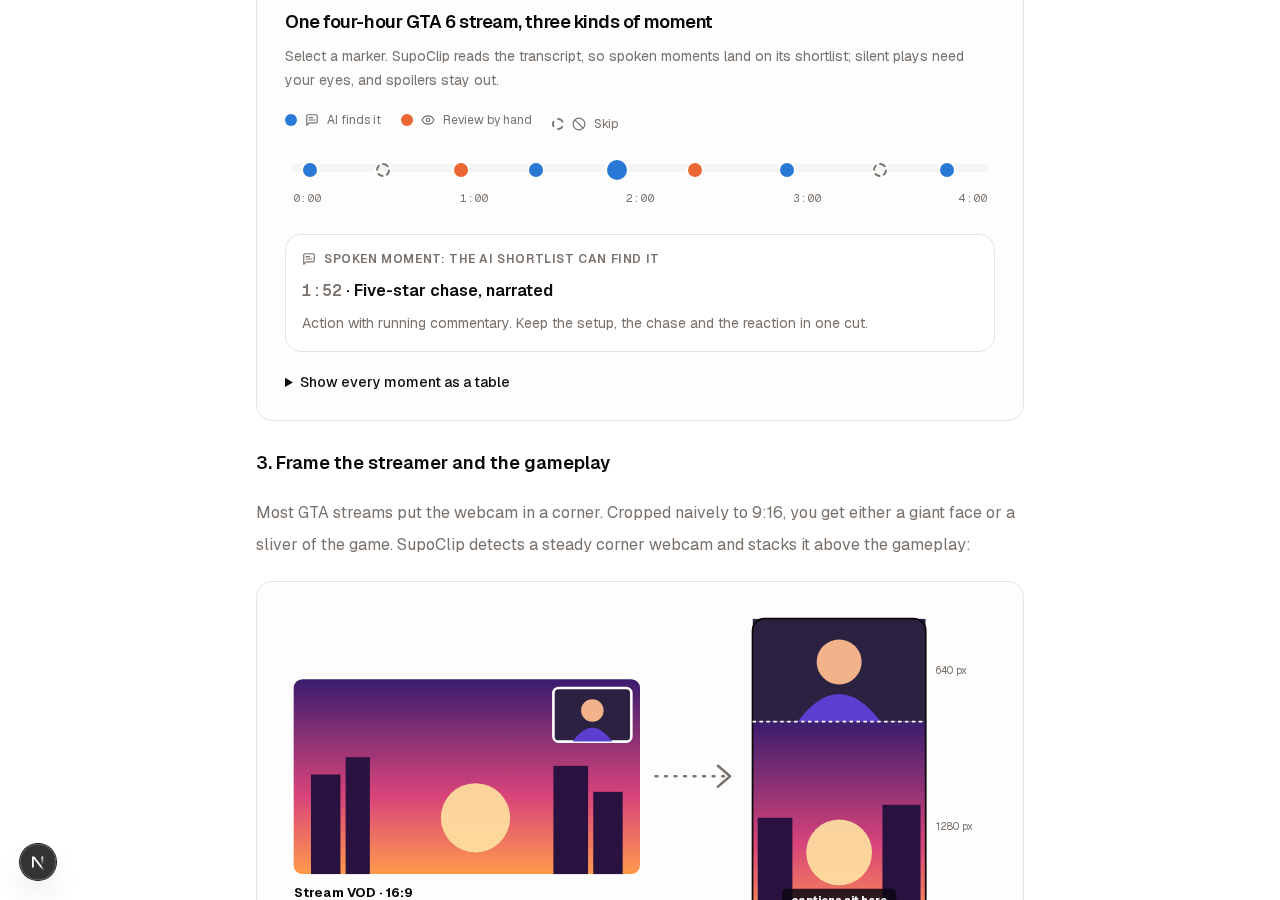 One four-hour GTA 6 stream, three kinds of moment
Select a marker. SupoClip reads the transcript, so spoken moments land on its shortlist; silent plays need
your eyes, and spoilers stay out.
AI finds it Review by hand Skip
0:00 1:00 2:00 3:00 4:00
SPOKEN MOMENT: THE AI SHORTLIST CAN FIND IT
1:52 · Five-star chase, narrated
Action with running commentary. Keep the setup, the chase and the reaction in one cut.
Show every moment as a table
3. Frame the streamer and the gameplay
Most GTA streams put the webcam in a corner. Cropped naively to 9:16, you get either a giant face or a
sliver of the game. SupoClip detects a steady corner webcam and stacks it above the gameplay:
640 px
1280 px
Stream VOD · 16:9
captions sit here
N